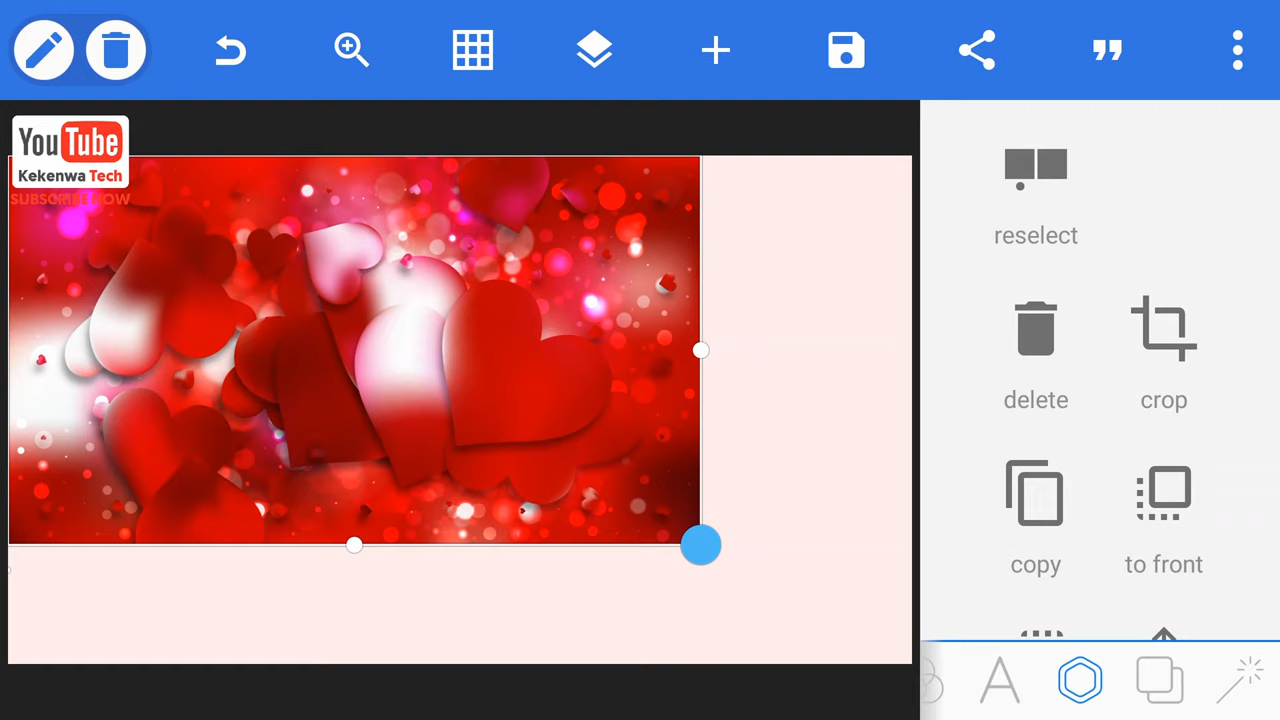 YouTube
Kekenwa Tech
SUBSCRIBE NOW
reselect
delete
crop
copy
to front